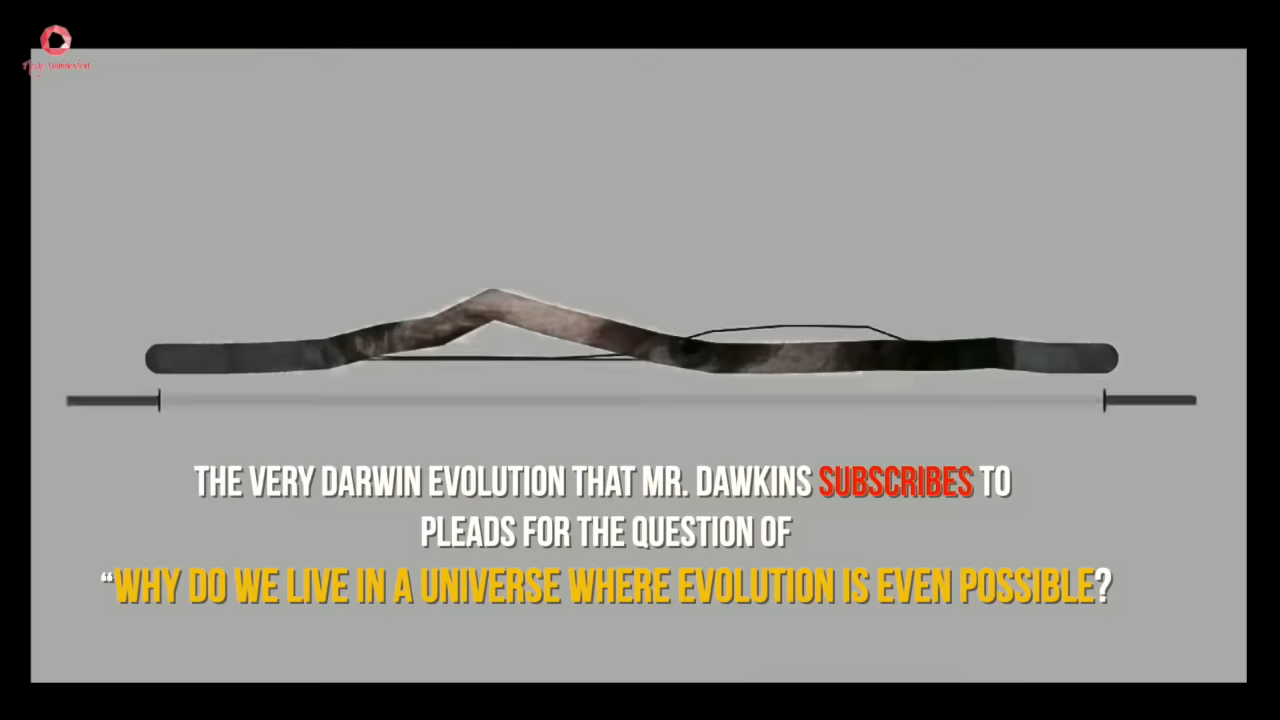 THE VERY DARWIN EVOLUTION THAT MR. DAWKINS SUBSCRIBES TO
PLEADS FOR THE QUESTION OF
“WHY DO WE LIVE IN A UNIVERSE WHERE EVOLUTION IS EVEN POSSIBLE?